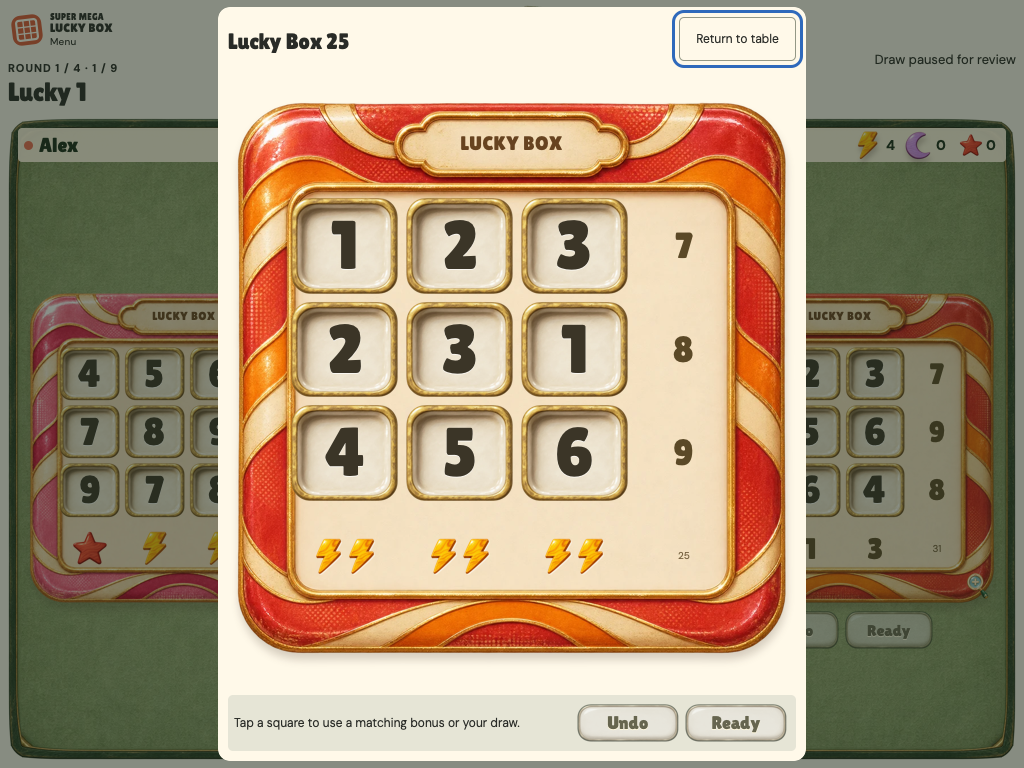 SUPER MEGA
LUCKY BOX
Menu
ROUND 1 / 4 · 1 / 9
Lucky 1
Draw paused for review
Alex
4 0 0
Lucky Box 25
Return to table
LUCKY BOX
1 2 3 7
2 3 1 8
4 5 6 9
25
Tap a square to use a matching bonus or your draw.
Undo
Ready
LUCKY BOX
4 5
7 8
9 7
LUCKY BOX
3 7
6 9
4 8
3 31
Ready